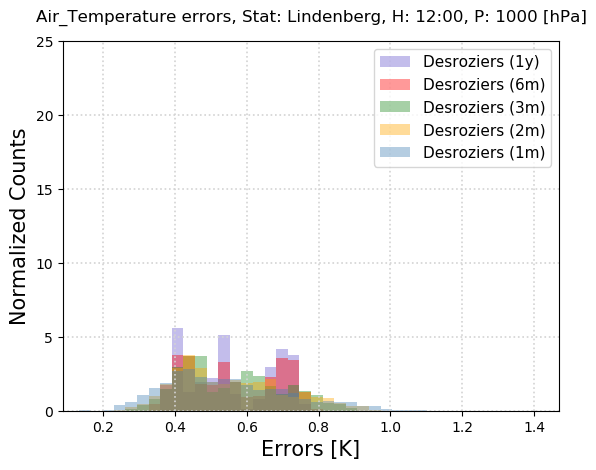 Air_Temperature errors, Stat: Lindenberg, H: 12:00, P: 1000 [hPa]
25
20
15
10
5
0
Normalized Counts
Desroziers (1y)
Desroziers (6m)
Desroziers (3m)
Desroziers (2m)
Desroziers (1m)
0.2 0.4 0.6 0.8 1.0 1.2 1.4
Errors [K]